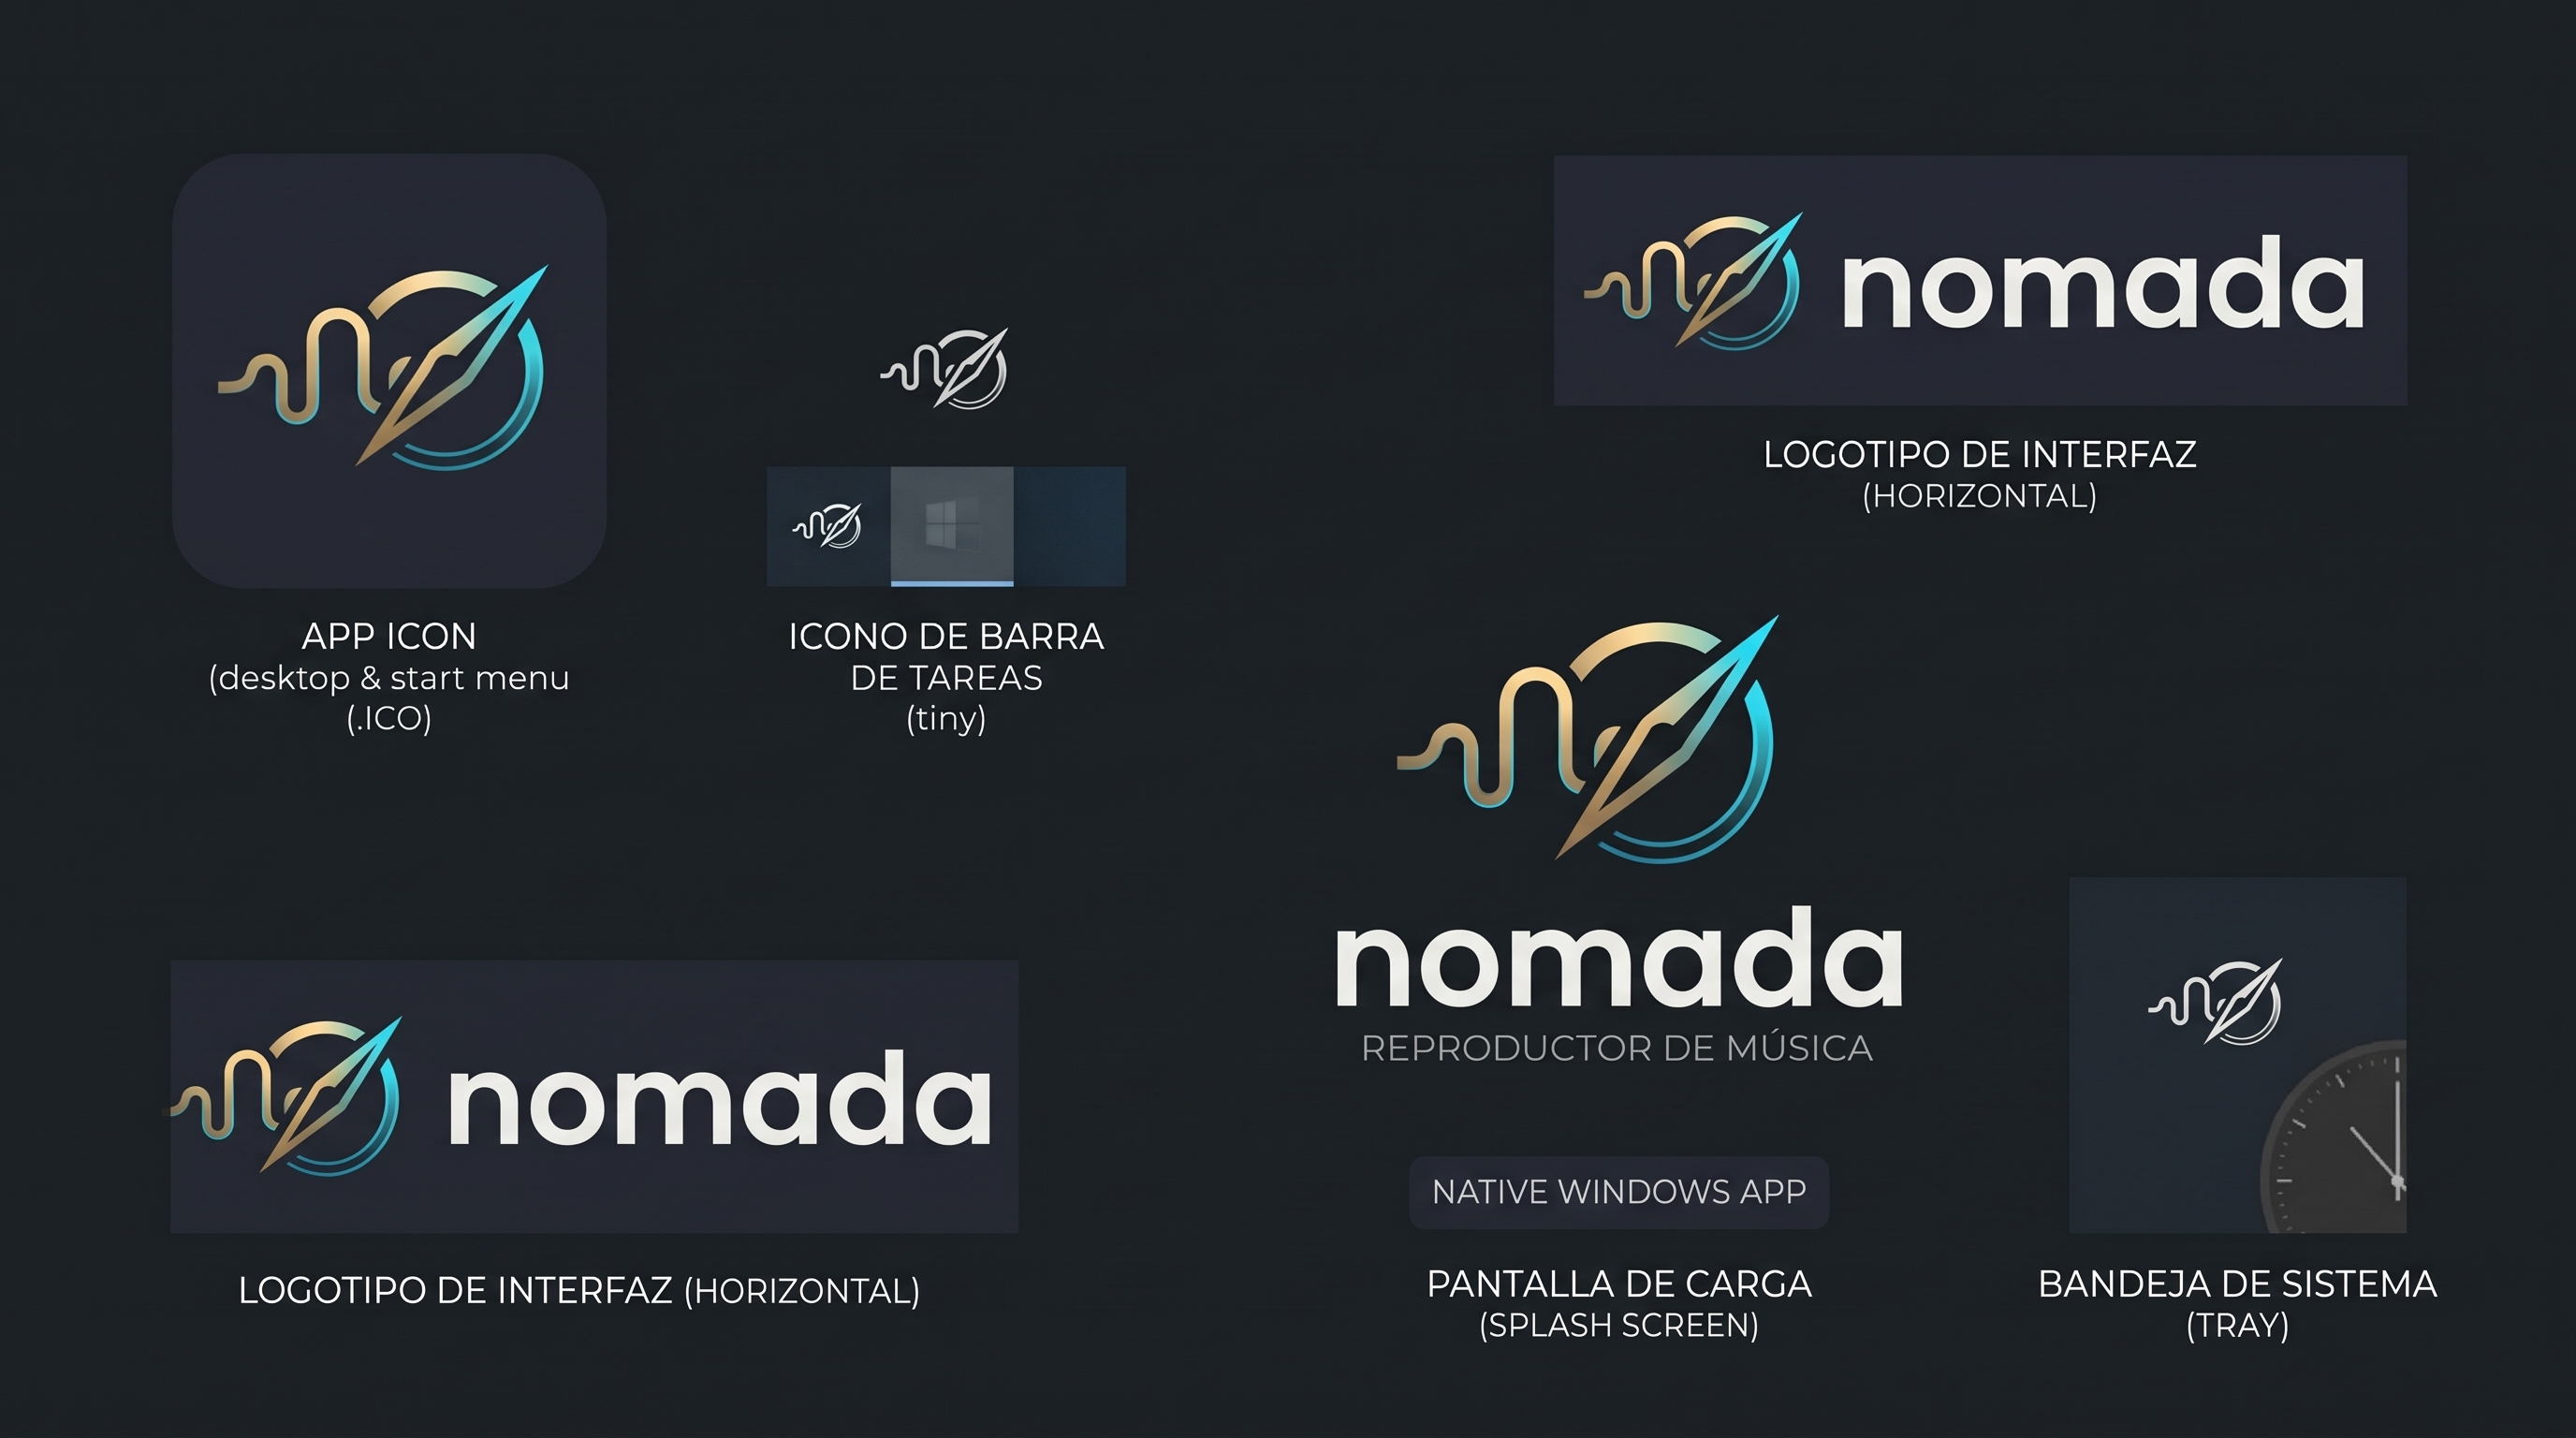 APP ICON
(desktop & start menu
(.ICO)
ICONO DE BARRA
DE TAREAS
(tiny)
nomada
LOGOTIPO DE INTERFAZ
(HORIZONTAL)
nomada
LOGOTIPO DE INTERFAZ (HORIZONTAL)
nomada
REPRODUCTOR DE MÚSICA
NATIVE WINDOWS APP
PANTALLA DE CARGA
(SPLASH SCREEN)
BANDEJA DE SISTEMA
(TRAY)